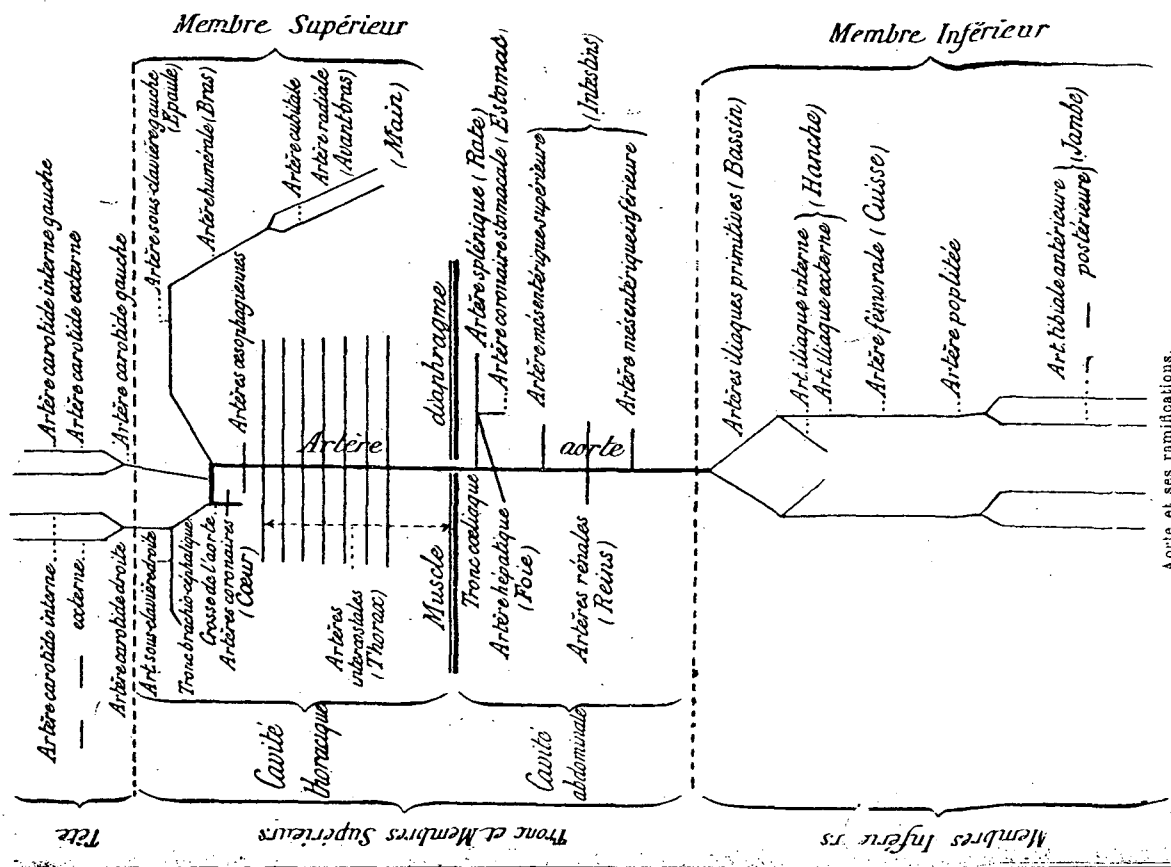 Membre Supérieur
Membre Inférieur
Artère carotide interne gauche
Artère carotide externe
Artère carotide gauche
Artère sous-clavière gauche
(Epaule)
Artère humérale (Bras)
Artère cubitale
Artère radiale
(Avant-bras)
(Main)
Artères œsophagiennes
Artère
diaphragme
Artère splénique (Rate)
Artère coronaire stomacale (Estomac)
Artère mésentérique supérieure
(Intestins)
aorte
Artère mésentérique inférieure
Artères iliaques primitives (Bassin)
Art. iliaque interne
Art. iliaque externe
(Hanche)
Artère fémorale (Cuisse)
Artère poplitée
Art. tibiale antérieure
— postérieure
(Jambe)
Artère carotide interne
— — externe
Artère carotide droite
Art. sous-clavière droite
Tronc brachio-céphalique
Crosse de l'aorte
Artères coronaires
(Cœur)
Artères
intercostales
(Thorax)
Muscle
Tronc cœliaque
Artère hépatique
(Foie)
Artères rénales
(Reins)
Cavité
thoracique
Cavité
abdominale
Tête
Tronc et Membres Supérieurs
Membres Infé rs
Aorte et ses ramifications.